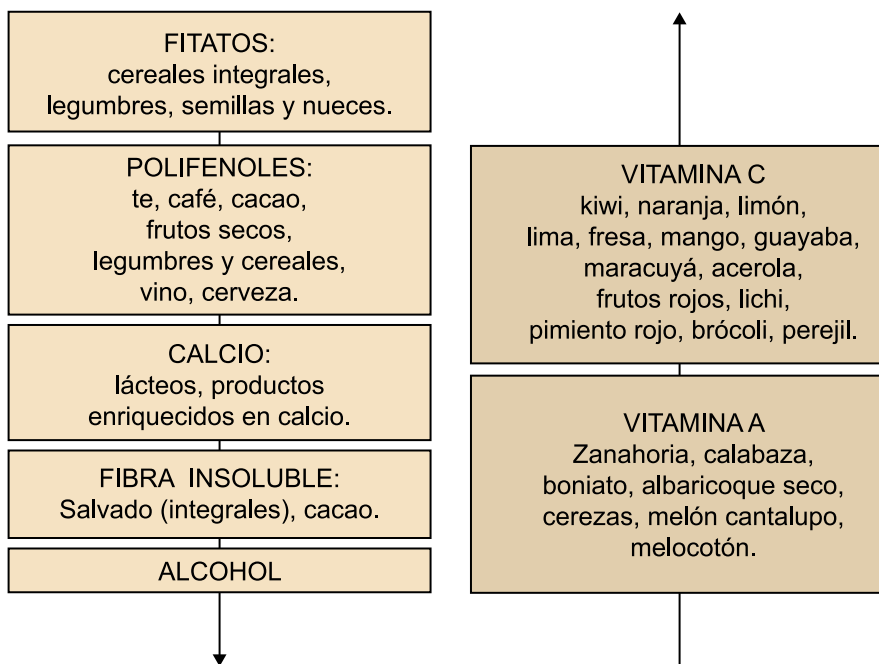 FITATOS:
cereales integrales,
legumbres, semillas y nueces.
POLIFENOLES:
te, café, cacao,
frutos secos,
legumbres y cereales,
vino, cerveza.
CALCIO:
lácteos, productos
enriquecidos en calcio.
FIBRA INSOLUBLE:
Salvado (integrales), cacao.
ALCOHOL
VITAMINA C
kiwi, naranja, limón,
lima, fresa, mango, guayaba,
maracuyá, acerola,
frutos rojos, lichi,
pimiento rojo, brócoli, perejil.
VITAMINA A
Zanahoria, calabaza,
boniato, albaricoque seco,
cerezas, melón cantalupo,
melocotón.